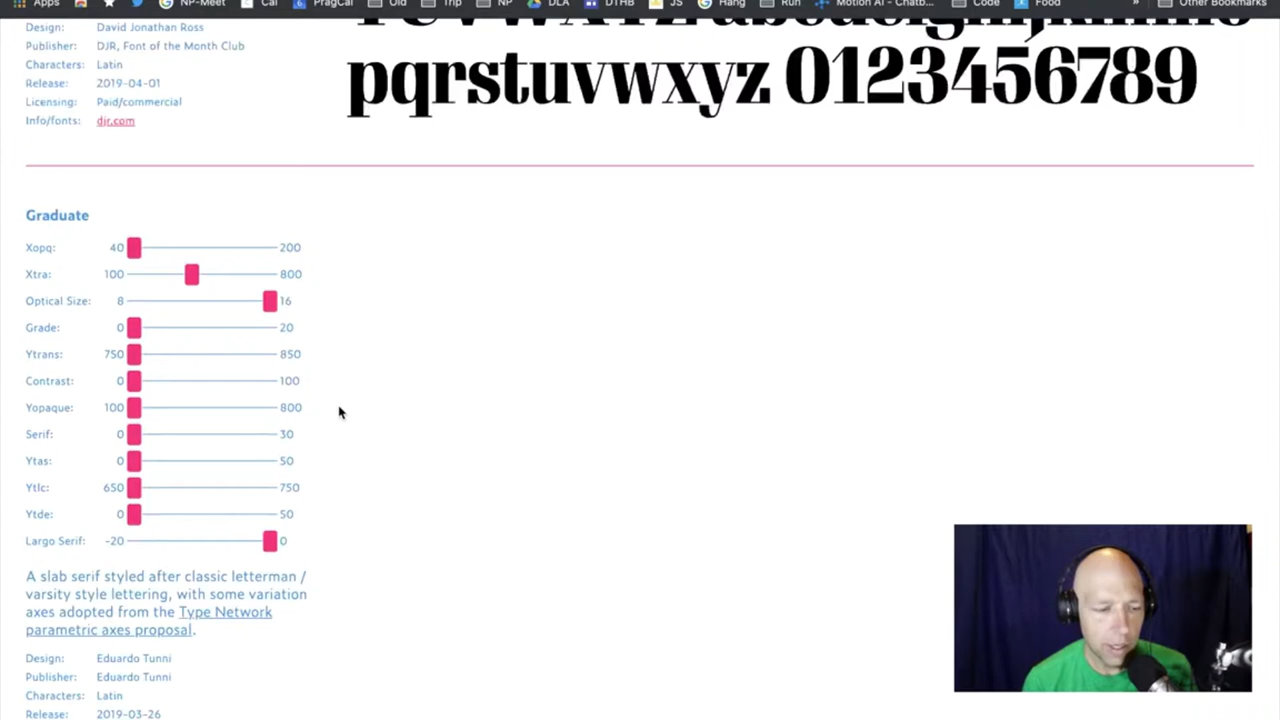 Apps
NP-Meet
Cal
PragCal
Old
Trip
NP
DLA
DTHB
JS
Hang
Run
Motion AI - Chatb...
Code
Food
»
Other Bookmarks
Design: David Jonathan Ross
Publisher: DJR, Font of the Month Club
Characters: Latin
Release: 2019-04-01
Licensing: Paid/commercial
Info/fonts: djr.com
pqrstuvwxyz 0123456789
Graduate
Xopq: 40 200
Xtra: 100 800
Optical Size: 8 16
Grade: 0 20
Ytrans: 750 850
Contrast: 0 100
Yopaque: 100 800
Serif: 0 30
Ytas: 0 50
Ytlc: 650 750
Ytde: 0 50
Largo Serif: -20 0
A slab serif styled after classic letterman /
varsity style lettering, with some variation
axes adopted from the Type Network
parametric axes proposal.
Design: Eduardo Tunni
Publisher: Eduardo Tunni
Characters: Latin
Release: 2019-03-26